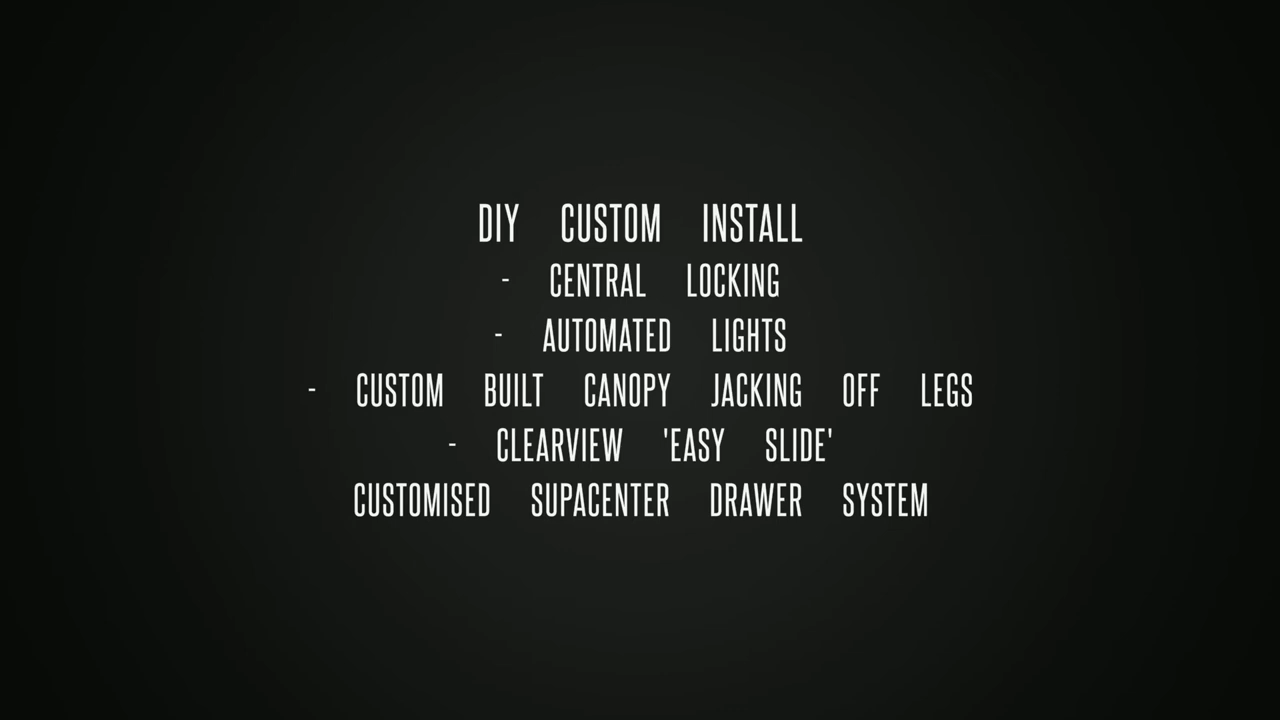 DIY CUSTOM INSTALL
- CENTRAL LOCKING
- AUTOMATED LIGHTS
- CUSTOM BUILT CANOPY JACKING OFF LEGS
- CLEARVIEW 'EASY SLIDE'
CUSTOMISED SUPACENTER DRAWER SYSTEM